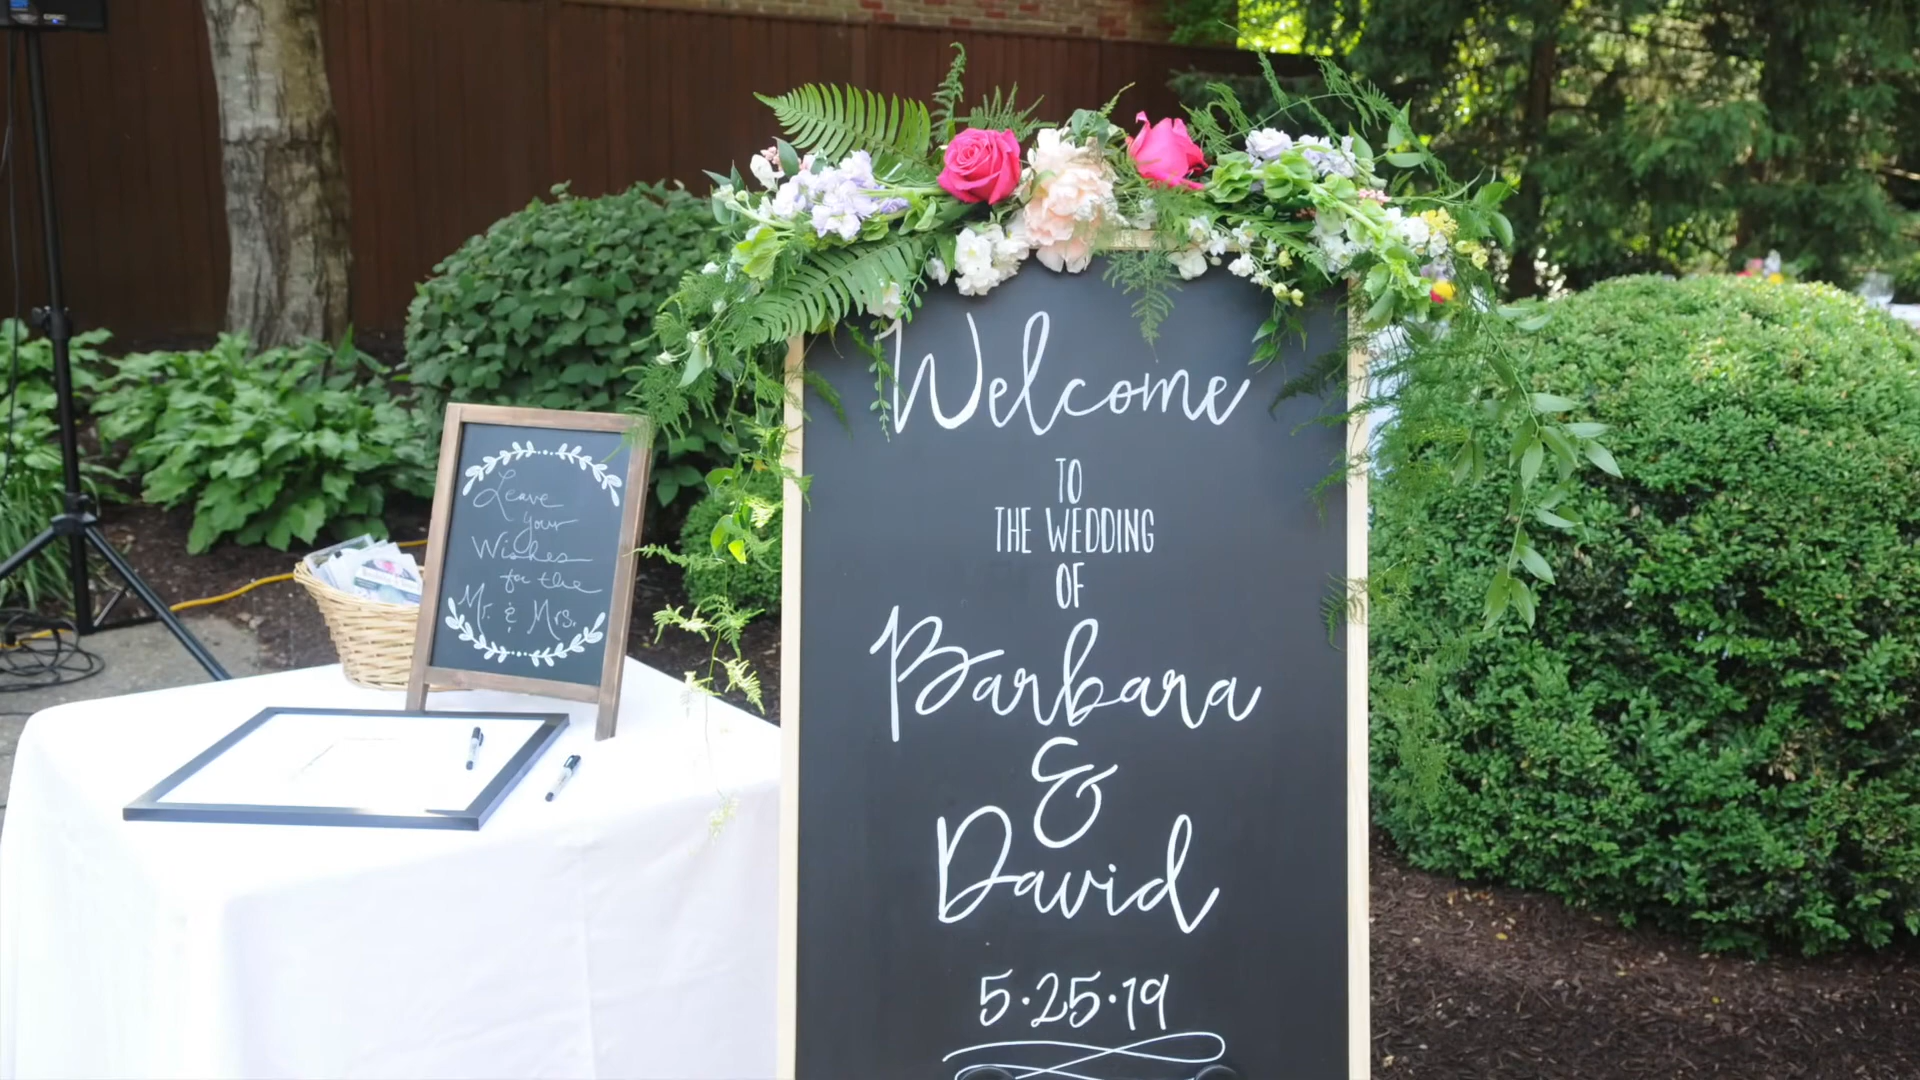 Welcome
TO
THE WEDDING
OF
Barbara
&
David
5·25·19
Leave
your
Wishes
for the
Mr. & Mrs.